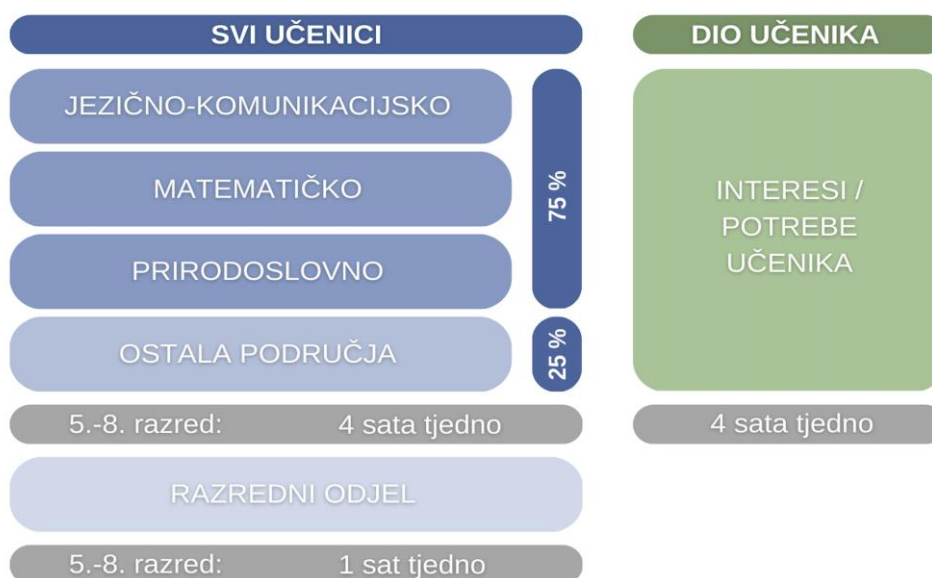 SVI UČENICI
JEZIČNO-KOMUNIKACIJSKO
MATEMATIČKO
PRIRODOSLOVNO
75 %
OSTALA PODRUČJA
25 %
5.-8. razred: 4 sata tjedno
RAZREDNI ODJEL
5.-8. razred: 1 sat tjedno
DIO UČENIKA
INTERESI /
POTREBE
UČENIKA
4 sata tjedno